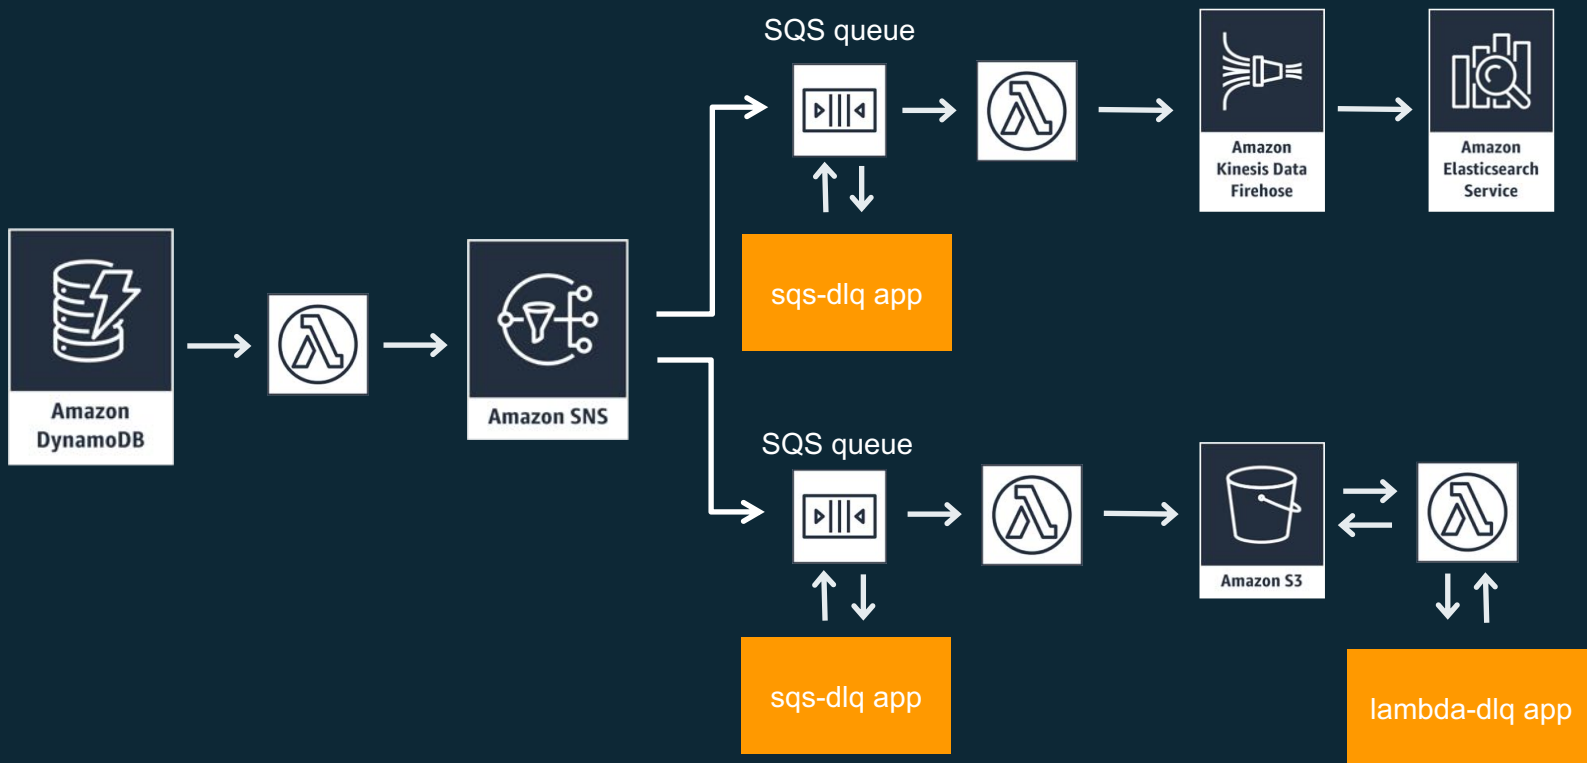 SQS queue
Amazon
Kinesis Data
Firehose
Amazon
Elasticsearch
Service
sqs-dlq app
Amazon
DynamoDB
Amazon SNS
SQS queue
Amazon S3
sqs-dlq app
lambda-dlq app